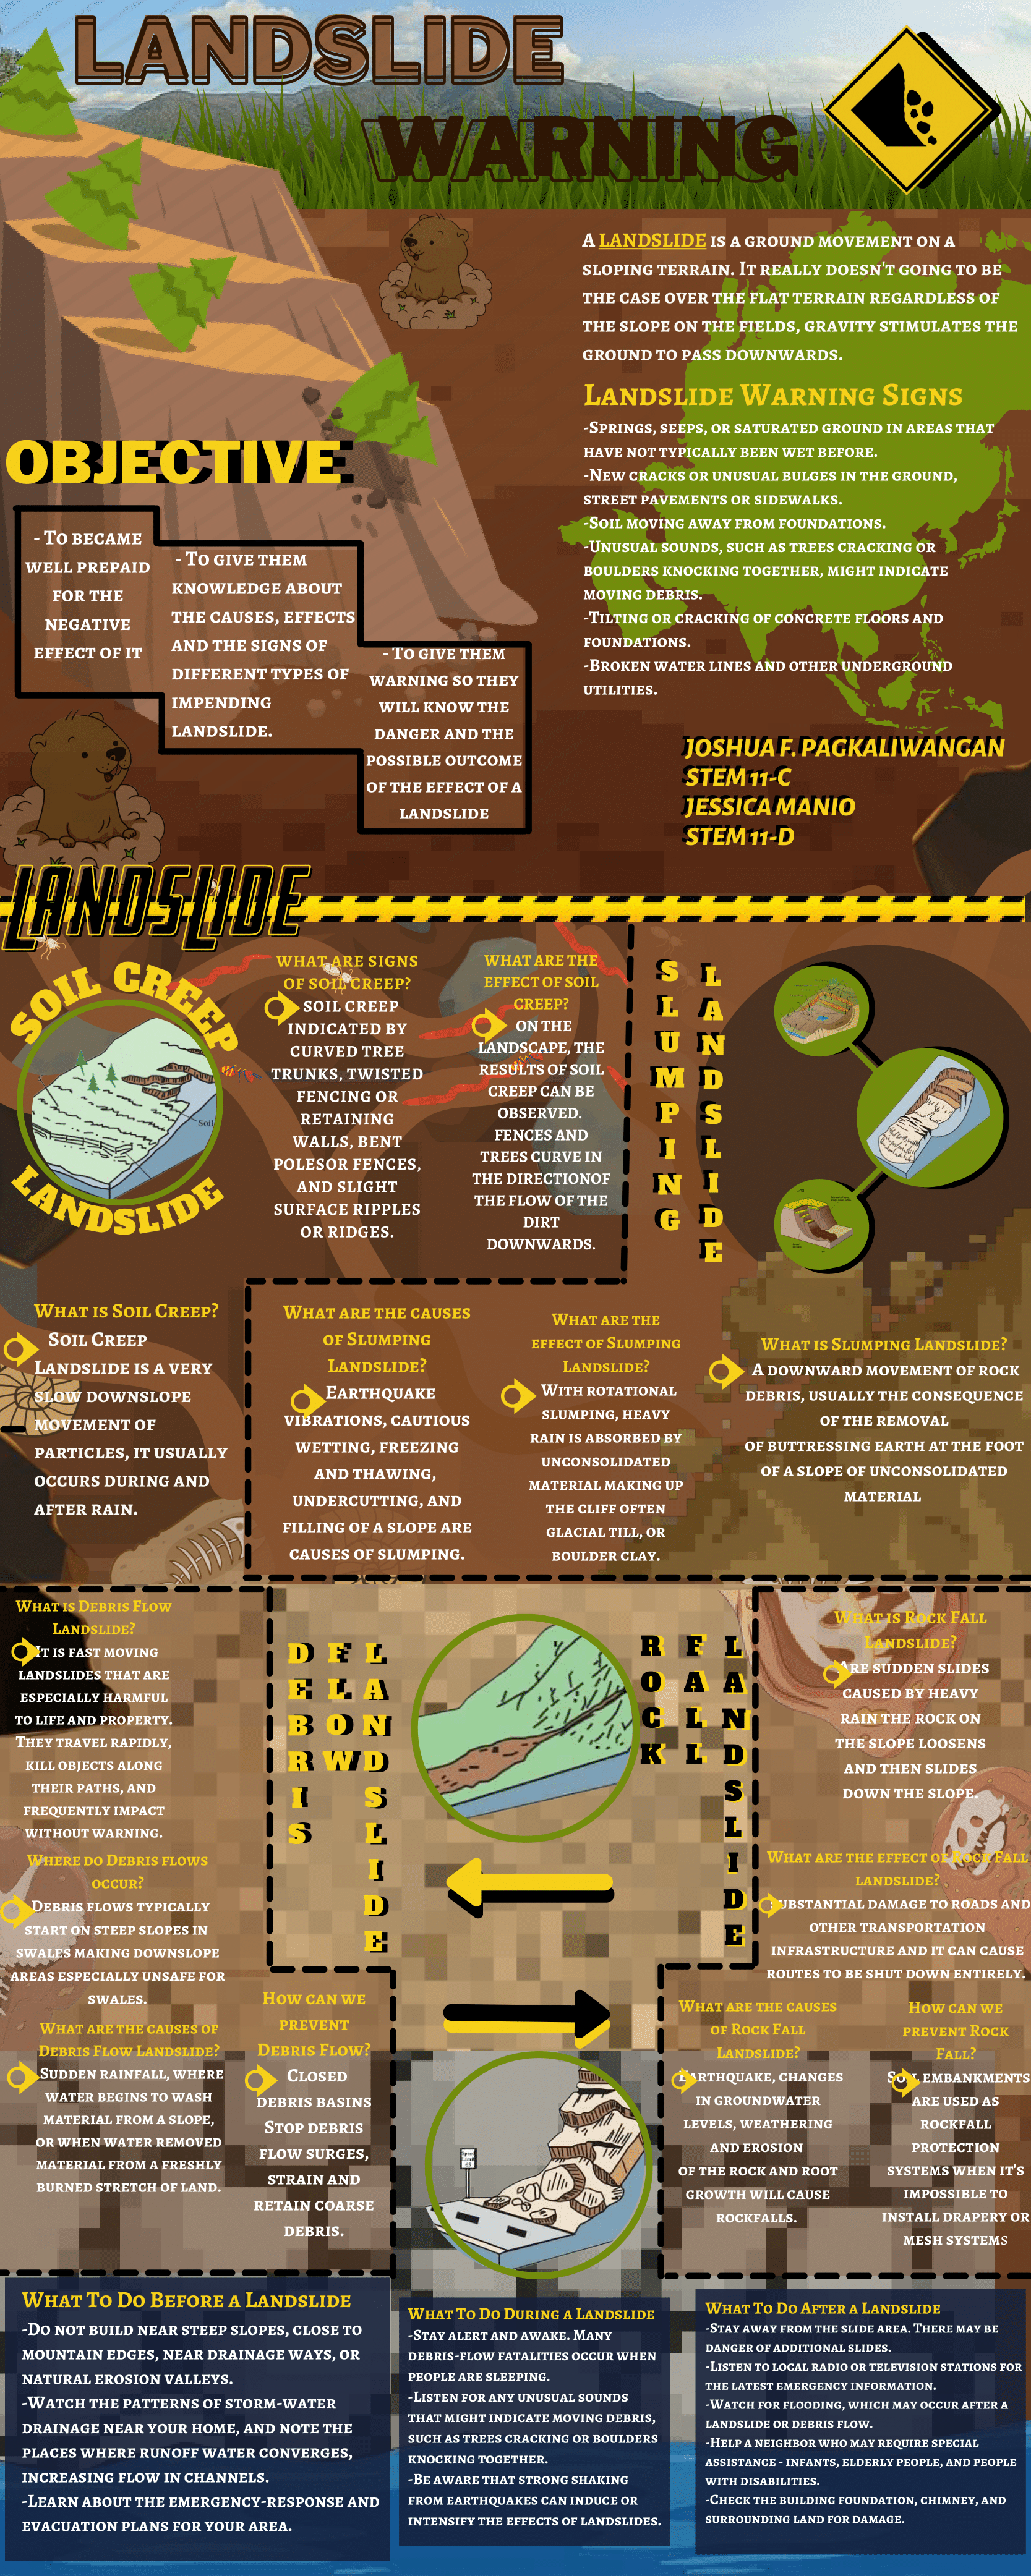 LANDSLIDE
WARNING
A LANDSLIDE IS A GROUND MOVEMENT ON A
SLOPING TERRAIN. IT REALLY DOESN'T GOING TO BE
THE CASE OVER THE FLAT TERRAIN REGARDLESS OF
THE SLOPE ON THE FIELDS, GRAVITY STIMULATES THE
GROUND TO PASS DOWNWARDS.
LANDSLIDE WARNING SIGNS
-SPRINGS, SEEPS, OR SATURATED GROUND IN AREAS THAT
HAVE NOT TYPICALLY BEEN WET BEFORE.
-NEW CRACKS OR UNUSUAL BULGES IN THE GROUND,
STREET PAVEMENTS OR SIDEWALKS.
-SOIL MOVING AWAY FROM FOUNDATIONS.
-UNUSUAL SOUNDS, SUCH AS TREES CRACKING OR
BOULDERS KNOCKING TOGETHER, MIGHT INDICATE
MOVING DEBRIS.
-TILTING OR CRACKING OF CONCRETE FLOORS AND
FOUNDATIONS.
-BROKEN WATER LINES AND OTHER UNDERGROUND
UTILITIES.
OBJECTIVE
- TO BECAME
WELL PREPAID
FOR THE
NEGATIVE
EFFECT OF IT
- TO GIVE THEM
KNOWLEDGE ABOUT
THE CAUSES, EFFECTS
AND THE SIGNS OF
DIFFERENT TYPES OF
IMPENDING
LANDSLIDE.
- TO GIVE THEM
WARNING SO THEY
WILL KNOW THE
DANGER AND THE
POSSIBLE OUTCOME
OF THE EFFECT OF A
LANDSLIDE
JOSHUA F. PAGKALIWANGAN
STEM 11-C
JESSICA MANIO
STEM 11-D
LANDSLIDE
SOIL CREEP
Soil
LANDSLIDE
WHAT ARE SIGNS
OF SOIL CREEP?
SOIL CREEP
INDICATED BY
CURVED TREE
TRUNKS, TWISTED
FENCING OR
RETAINING
WALLS, BENT
POLESOR FENCES,
AND SLIGHT
SURFACE RIPPLES
OR RIDGES.
WHAT ARE THE
EFFECT OF SOIL
CREEP?
ON THE
LANDSCAPE, THE
RESULTS OF SOIL
CREEP CAN BE
OBSERVED.
FENCES AND
TREES CURVE IN
THE DIRECTIONOF
THE FLOW OF THE
DIRT
DOWNWARDS.
SLUMPING
LANDSLIDE
WHAT IS SOIL CREEP?
SOIL CREEP
LANDSLIDE IS A VERY
SLOW DOWNSLOPE
MOVEMENT OF
PARTICLES, IT USUALLY
OCCURS DURING AND
AFTER RAIN.
WHAT ARE THE CAUSES
OF SLUMPING
LANDSLIDE?
EARTHQUAKE
VIBRATIONS, CAUTIOUS
WETTING, FREEZING
AND THAWING,
UNDERCUTTING, AND
FILLING OF A SLOPE ARE
CAUSES OF SLUMPING.
WHAT ARE THE
EFFECT OF SLUMPING
LANDSLIDE?
WITH ROTATIONAL
SLUMPING, HEAVY
RAIN IS ABSORBED BY
UNCONSOLIDATED
MATERIAL MAKING UP
THE CLIFF OFTEN
GLACIAL TILL, OR
BOULDER CLAY.
WHAT IS SLUMPING LANDSLIDE?
A DOWNWARD MOVEMENT OF ROCK
DEBRIS, USUALLY THE CONSEQUENCE
OF THE REMOVAL
OF BUTTRESSING EARTH AT THE FOOT
OF A SLOPE OF UNCONSOLIDATED
MATERIAL
WHAT IS DEBRIS FLOW
LANDSLIDE?
IT IS FAST MOVING
LANDSLIDES THAT ARE
ESPECIALLY HARMFUL
TO LIFE AND PROPERTY.
THEY TRAVEL RAPIDLY,
KILL OBJECTS ALONG
THEIR PATHS, AND
FREQUENTLY IMPACT
WITHOUT WARNING.
WHERE DO DEBRIS FLOWS
OCCUR?
DEBRIS FLOWS TYPICALLY
START ON STEEP SLOPES IN
SWALES MAKING DOWNSLOPE
AREAS ESPECIALLY UNSAFE FOR
SWALES.
WHAT ARE THE CAUSES OF
DEBRIS FLOW LANDSLIDE?
SUDDEN RAINFALL, WHERE
WATER BEGINS TO WASH
MATERIAL FROM A SLOPE,
OR WHEN WATER REMOVED
MATERIAL FROM A FRESHLY
BURNED STRETCH OF LAND.
DEBRIS
FLOW
LANDSLIDE
HOW CAN WE
PREVENT
DEBRIS FLOW?
CLOSED
DEBRIS BASINS
STOP DEBRIS
FLOW SURGES,
STRAIN AND
RETAIN COARSE
DEBRIS.
Speed
Limit
65
ROCK
FALL
LANDSLIDE
WHAT IS ROCK FALL
LANDSLIDE?
ARE SUDDEN SLIDES
CAUSED BY HEAVY
RAIN THE ROCK ON
THE SLOPE LOOSENS
AND THEN SLIDES
DOWN THE SLOPE.
WHAT ARE THE EFFECT OF ROCK FALL
LANDSLIDE?
SUBSTANTIAL DAMAGE TO ROADS AND
OTHER TRANSPORTATION
INFRASTRUCTURE AND IT CAN CAUSE
ROUTES TO BE SHUT DOWN ENTIRELY.
WHAT ARE THE CAUSES
OF ROCK FALL
LANDSLIDE?
EARTHQUAKE, CHANGES
IN GROUNDWATER
LEVELS, WEATHERING
AND EROSION
OF THE ROCK AND ROOT
GROWTH WILL CAUSE
ROCKFALLS.
HOW CAN WE
PREVENT ROCK
FALL?
SOIL EMBANKMENTS
ARE USED AS
ROCKFALL
PROTECTION
SYSTEMS WHEN IT'S
IMPOSSIBLE TO
INSTALL DRAPERY OR
MESH SYSTEMS
WHAT TO DO BEFORE A LANDSLIDE
-DO NOT BUILD NEAR STEEP SLOPES, CLOSE TO
MOUNTAIN EDGES, NEAR DRAINAGE WAYS, OR
NATURAL EROSION VALLEYS.
-WATCH THE PATTERNS OF STORM-WATER
DRAINAGE NEAR YOUR HOME, AND NOTE THE
PLACES WHERE RUNOFF WATER CONVERGES,
INCREASING FLOW IN CHANNELS.
-LEARN ABOUT THE EMERGENCY-RESPONSE AND
EVACUATION PLANS FOR YOUR AREA.
WHAT TO DO DURING A LANDSLIDE
-STAY ALERT AND AWAKE. MANY
DEBRIS-FLOW FATALITIES OCCUR WHEN
PEOPLE ARE SLEEPING.
-LISTEN FOR ANY UNUSUAL SOUNDS
THAT MIGHT INDICATE MOVING DEBRIS,
SUCH AS TREES CRACKING OR BOULDERS
KNOCKING TOGETHER.
-BE AWARE THAT STRONG SHAKING
FROM EARTHQUAKES CAN INDUCE OR
INTENSIFY THE EFFECTS OF LANDSLIDES.
WHAT TO DO AFTER A LANDSLIDE
-STAY AWAY FROM THE SLIDE AREA. THERE MAY BE
DANGER OF ADDITIONAL SLIDES.
-LISTEN TO LOCAL RADIO OR TELEVISION STATIONS FOR
THE LATEST EMERGENCY INFORMATION.
-WATCH FOR FLOODING, WHICH MAY OCCUR AFTER A
LANDSLIDE OR DEBRIS FLOW.
-HELP A NEIGHBOR WHO MAY REQUIRE SPECIAL
ASSISTANCE - INFANTS, ELDERLY PEOPLE, AND PEOPLE
WITH DISABILITIES.
-CHECK THE BUILDING FOUNDATION, CHIMNEY, AND
SURROUNDING LAND FOR DAMAGE.